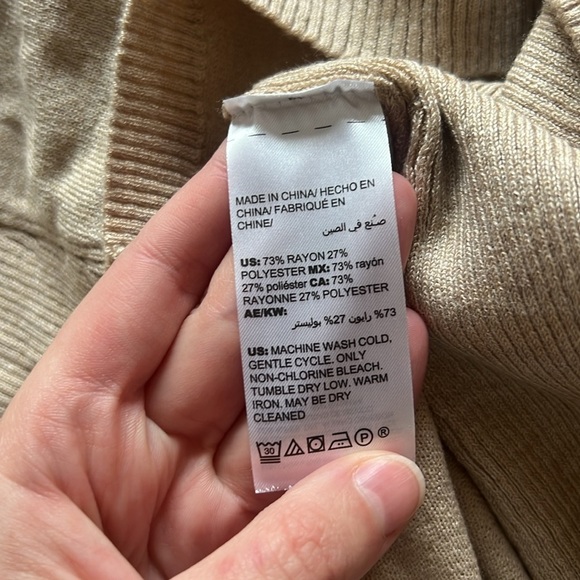 MADE IN CHINA/ HECHO EN
CHINA/ FABRIQUÉ EN
CHINE/
صنع في الصين
US: 73% RAYON 27%
POLYESTER MX: 73% rayón
27% poliéster CA: 73%
RAYONNE 27% POLYESTER
AE/KW:
73% رايون 27% بوليستر
US: MACHINE WASH COLD,
GENTLE CYCLE. ONLY
NON-CHLORINE BLEACH.
TUMBLE DRY LOW. WARM
IRON. MAY BE DRY
CLEANED
30 P ®